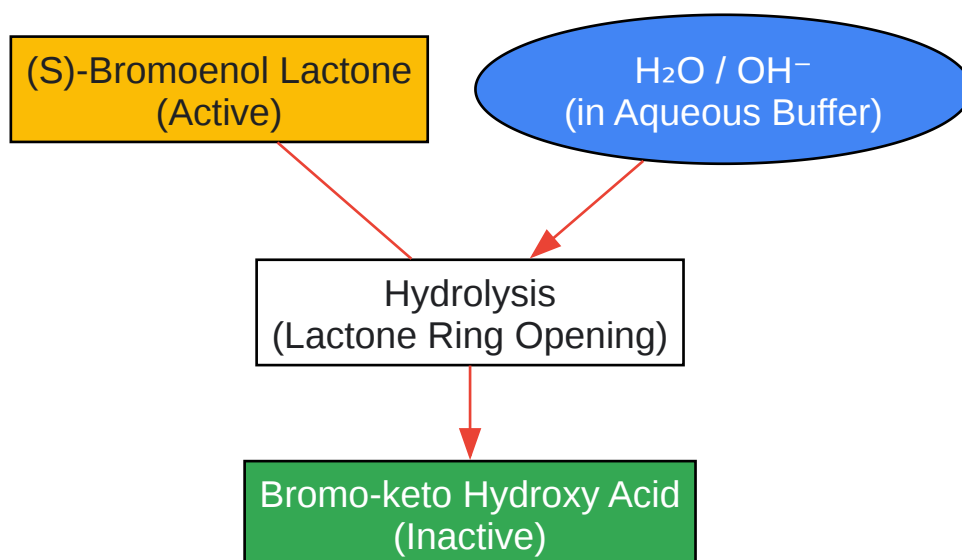 (S)-Bromoenol Lactone
(Active)
H₂O / OH⁻
(in Aqueous Buffer)
Hydrolysis
(Lactone Ring Opening)
Bromo-keto Hydroxy Acid
(Inactive)